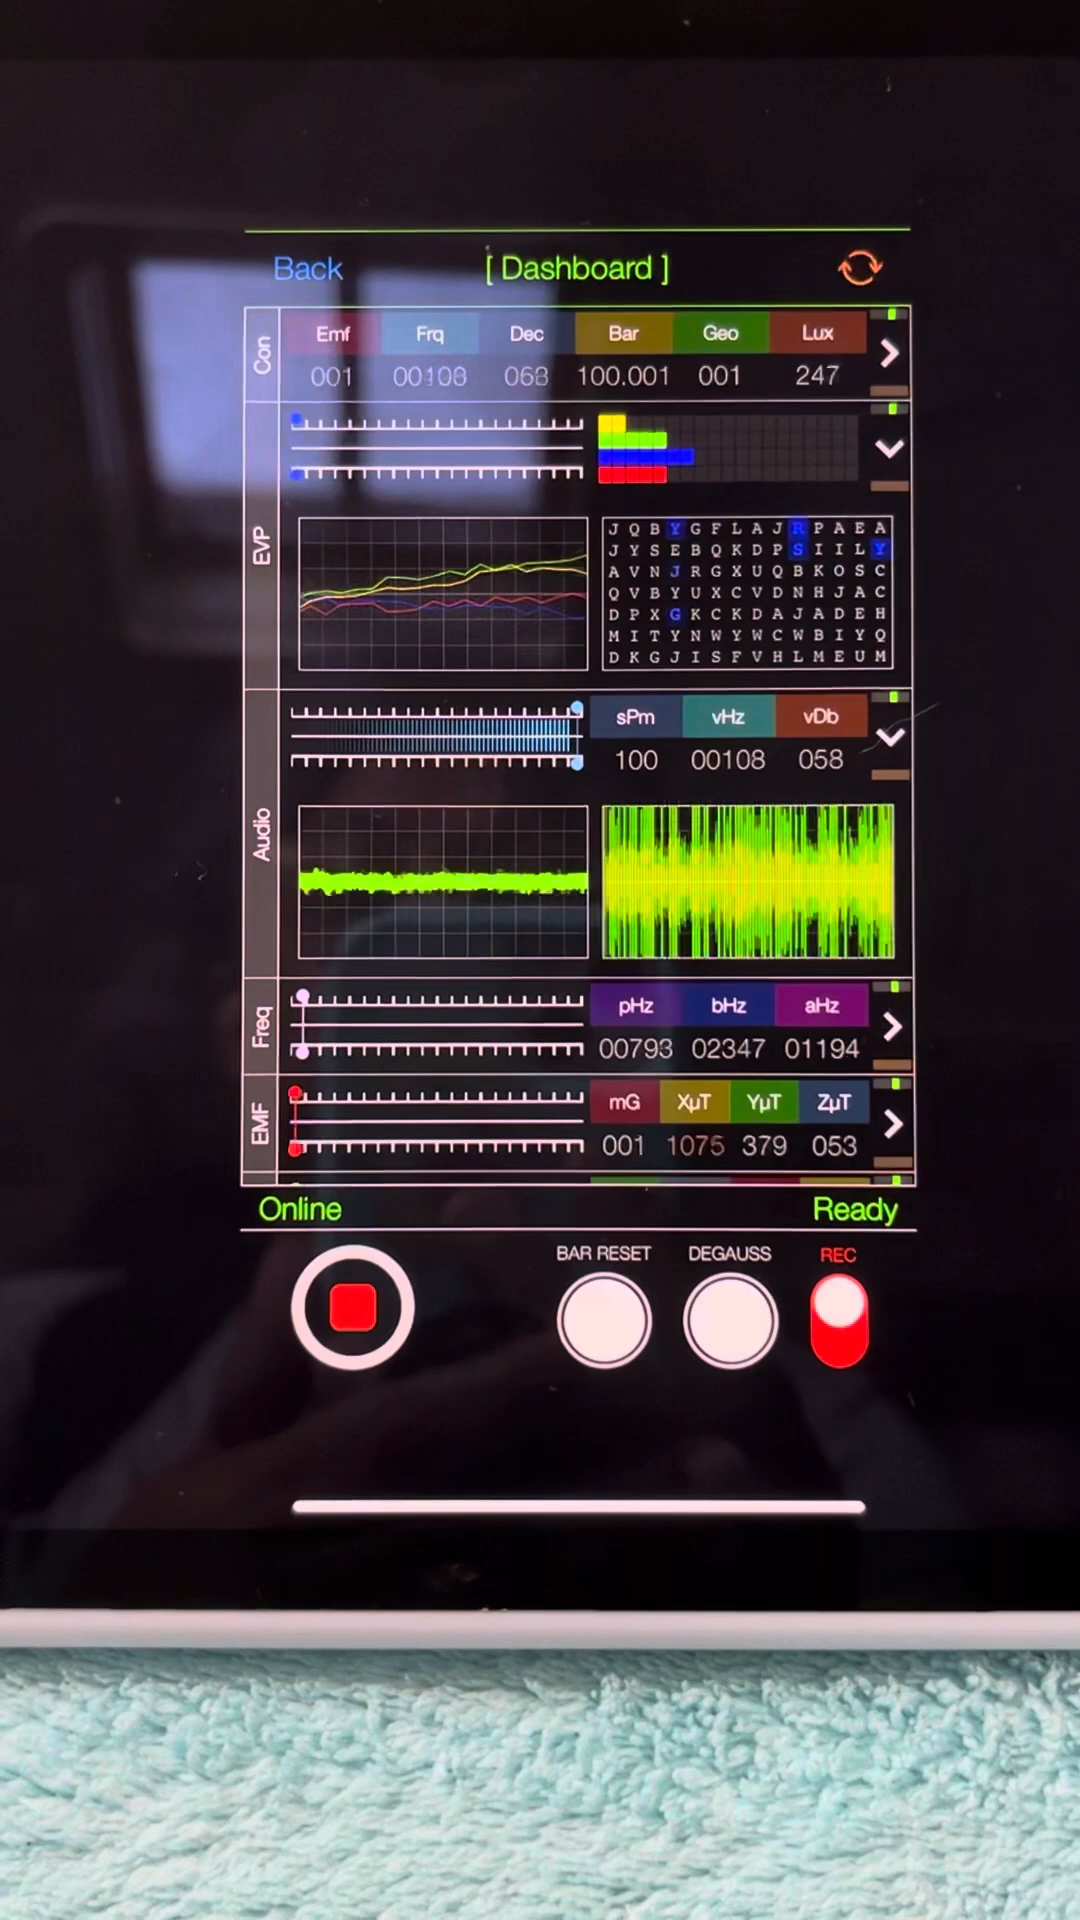 Back [ Dashboard ]
Con Emf Frq Dec Bar Geo Lux
001 00108 068 100.001 001 247
EVP
J Q B Y G F L A J R P A E A
J Y S E B Q K D P S I I L Y
A V N J R G X U Q B K O S C
Q V B Y U X C V D N H J A C
D P X G K C K D A J A D E H
M I T Y N W Y W C W B I Y Q
D K G J I S F V H L M E U M
Audio sPm vHz vDb
100 00108 058
Freq pHz bHz aHz
00793 02347 01194
EMF mG XµT YµT ZµT
001 1075 379 053
Online Ready
BAR RESET DEGAUSS REC